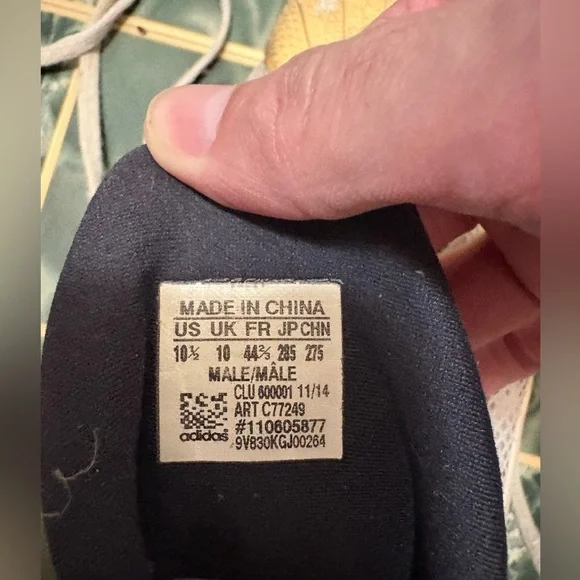 MADE IN CHINA
US UK FR JP CHN
10½ 10 44⅔ 285 275
MALE/MÂLE
CLU 600001 11/14
ART C77249
#110605877
adidas 9V830KGJ00264